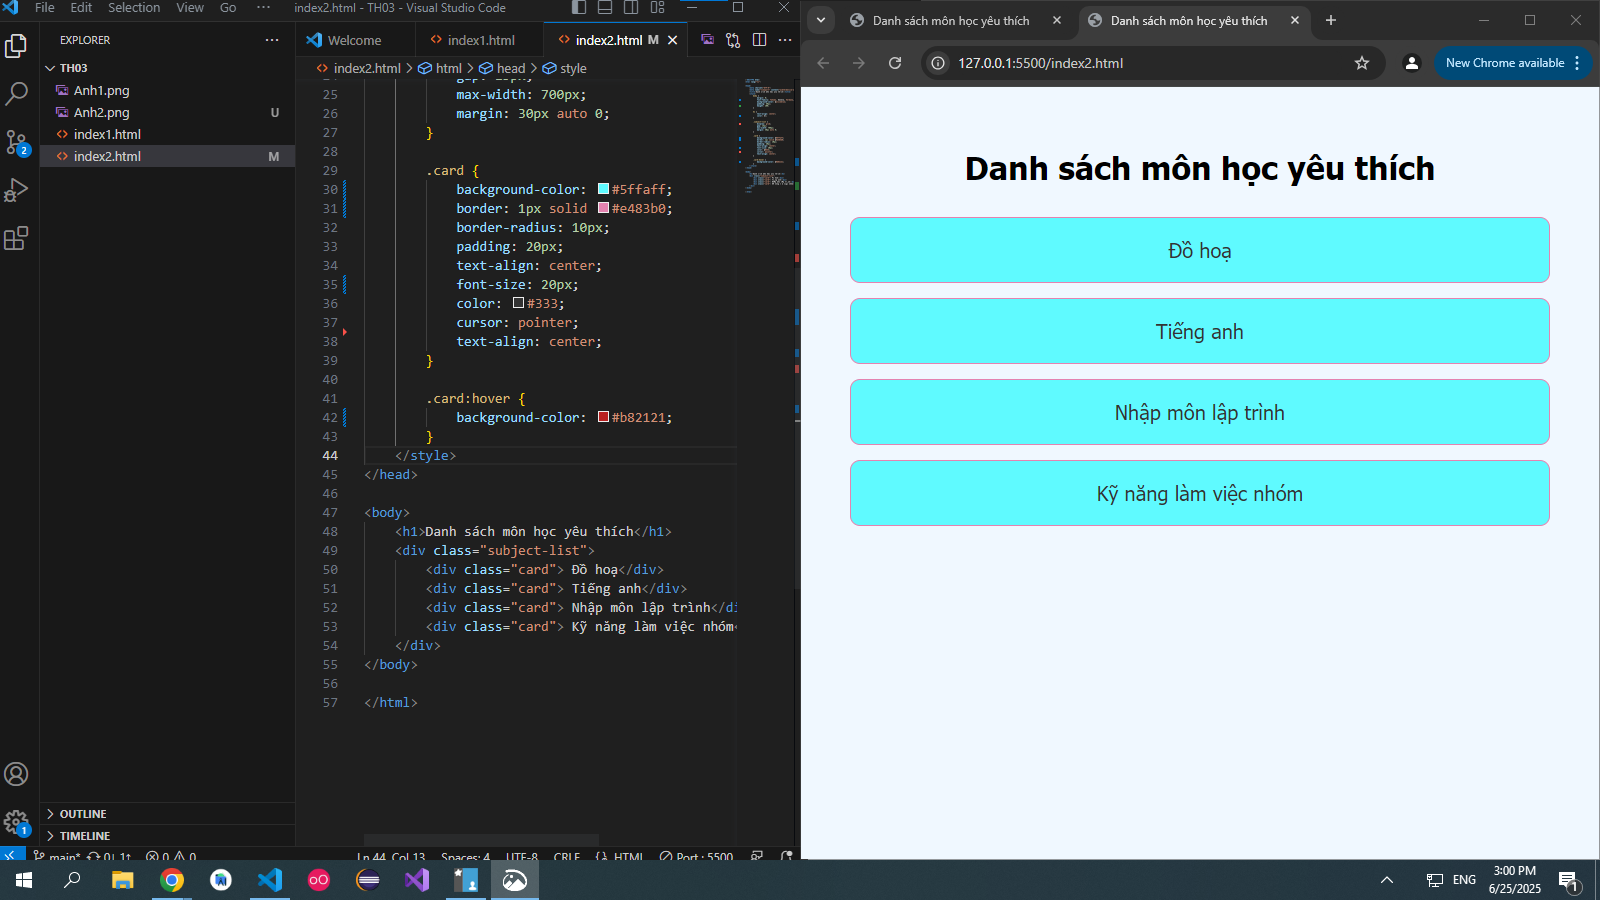 File Edit Selection View Go ··· index2.html - TH03 - Visual Studio Code
EXPLORER ···
TH03
Anh1.png
Anh2.png U
index1.html
index2.html M
OUTLINE
TIMELINE
2
1
Welcome index1.html index2.html M
index2.html > html > head > style
25 max-width: 700px;
26 margin: 30px auto 0;
27 }
28
29 .card {
30 background-color: #5ffaff;
31 border: 1px solid #e483b0;
32 border-radius: 10px;
33 padding: 20px;
34 text-align: center;
35 font-size: 20px;
36 color: #333;
37 cursor: pointer;
38 text-align: center;
39 }
40
41 .card:hover {
42 background-color: #b82121;
43 }
44 </style>
45 </head>
46
47 <body>
48 <h1>Danh sách môn học yêu thích</h1>
49 <div class="subject-list">
50 <div class="card"> Đồ hoạ</div>
51 <div class="card"> Tiếng anh</div>
52 <div class="card"> Nhập môn lập trình</di
53 <div class="card"> Kỹ năng làm việc nhóm<
54 </div>
55 </body>
56
57 </html>
main* 0↓ 1↑ 0 0 Ln 44, Col 13 Spaces: 4 UTF-8 CRLF {} HTML Port : 5500
Danh sách môn học yêu thích Danh sách môn học yêu thích
127.0.0.1:5500/index2.html New Chrome available
Danh sách môn học yêu thích
Đồ hoạ
Tiếng anh
Nhập môn lập trình
Kỹ năng làm việc nhóm
ENG
3:00 PM
6/25/2025
1